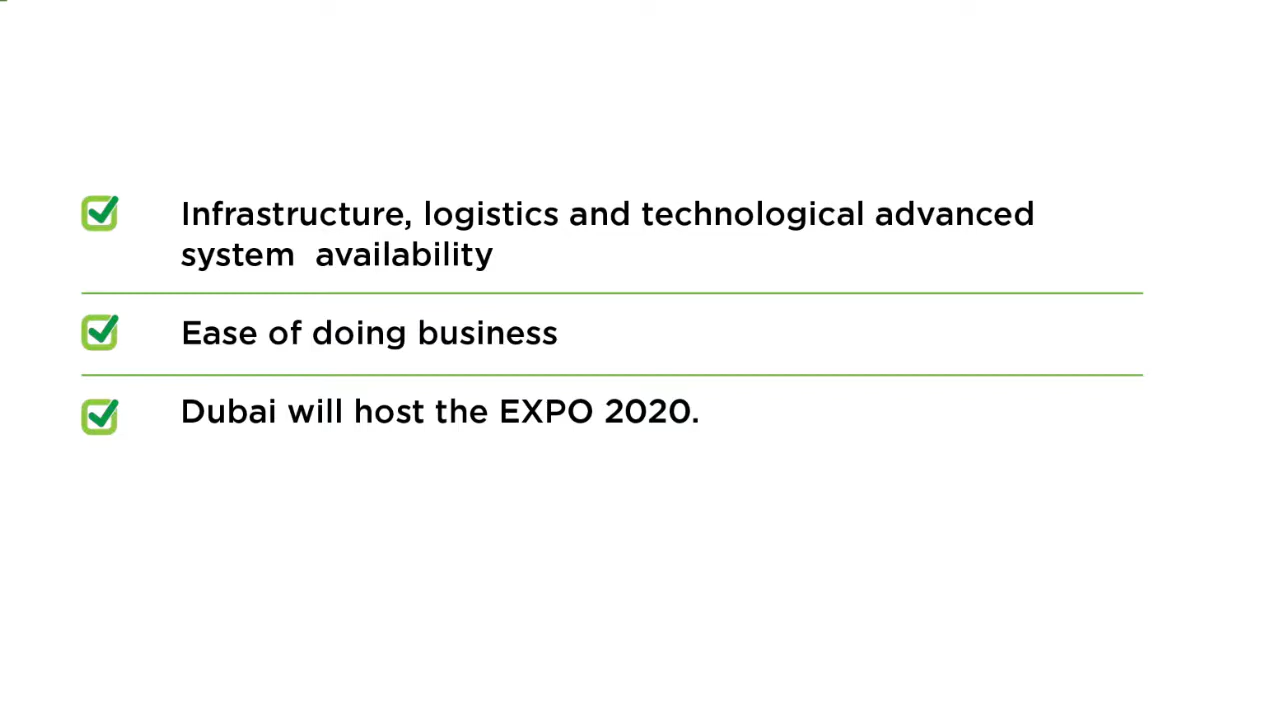 Infrastructure, logistics and technological advanced
system  availability
Ease of doing business
Dubai will host the EXPO 2020.